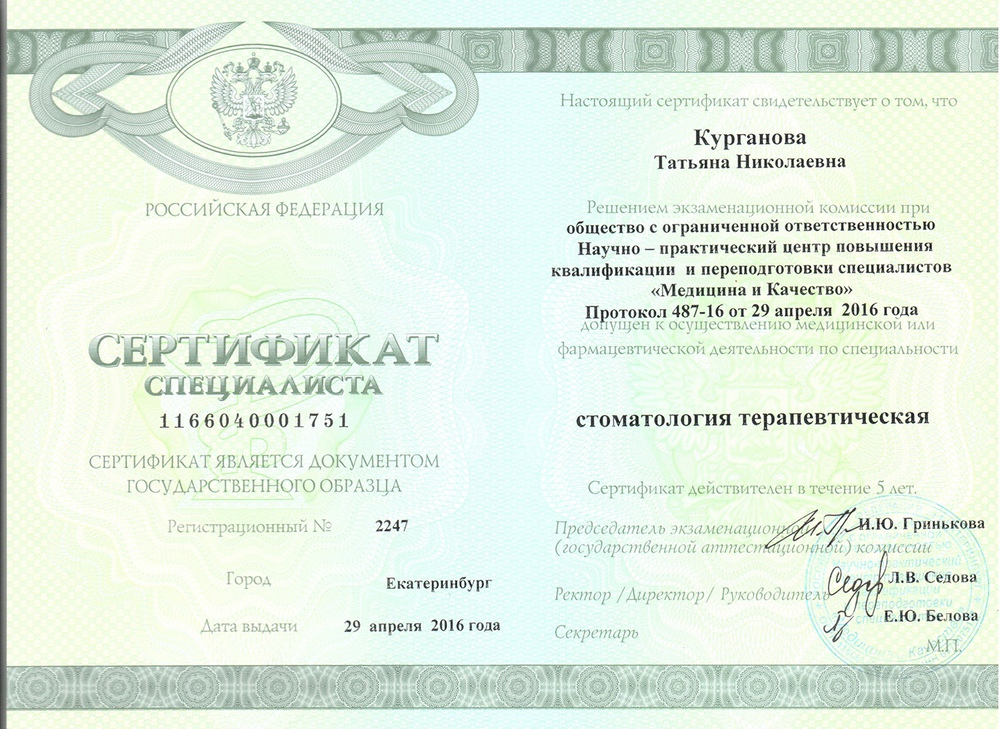 РОССИЙСКАЯ ФЕДЕРАЦИЯ
СЕРТИФИКАТ
СПЕЦИАЛИСТА
1166040001751
СЕРТИФИКАТ ЯВЛЯЕТСЯ ДОКУМЕНТОМ
ГОСУДАРСТВЕННОГО ОБРАЗЦА
Регистрационный № 2247
Город Екатеринбург
Дата выдачи 29 апреля 2016 года
Настоящий сертификат свидетельствует о том, что
Курганова
Татьяна Николаевна
Решением экзаменационной комиссии при
общество с ограниченной ответственностью
Научно – практический центр повышения
квалификации и переподготовки специалистов
«Медицина и Качество»
Протокол 487-16 от 29 апреля 2016 года
допущен к осуществлению медицинской или
фармацевтической деятельности по специальности
стоматология терапевтическая
Сертификат действителен в течение 5 лет.
Председатель экзаменационной И.Ю. Гринькова
(государственной аттестационной) комиссии
Ректор /Директор/ Руководитель Л.В. Седова
Секретарь Е.Ю. Белова
М.П.